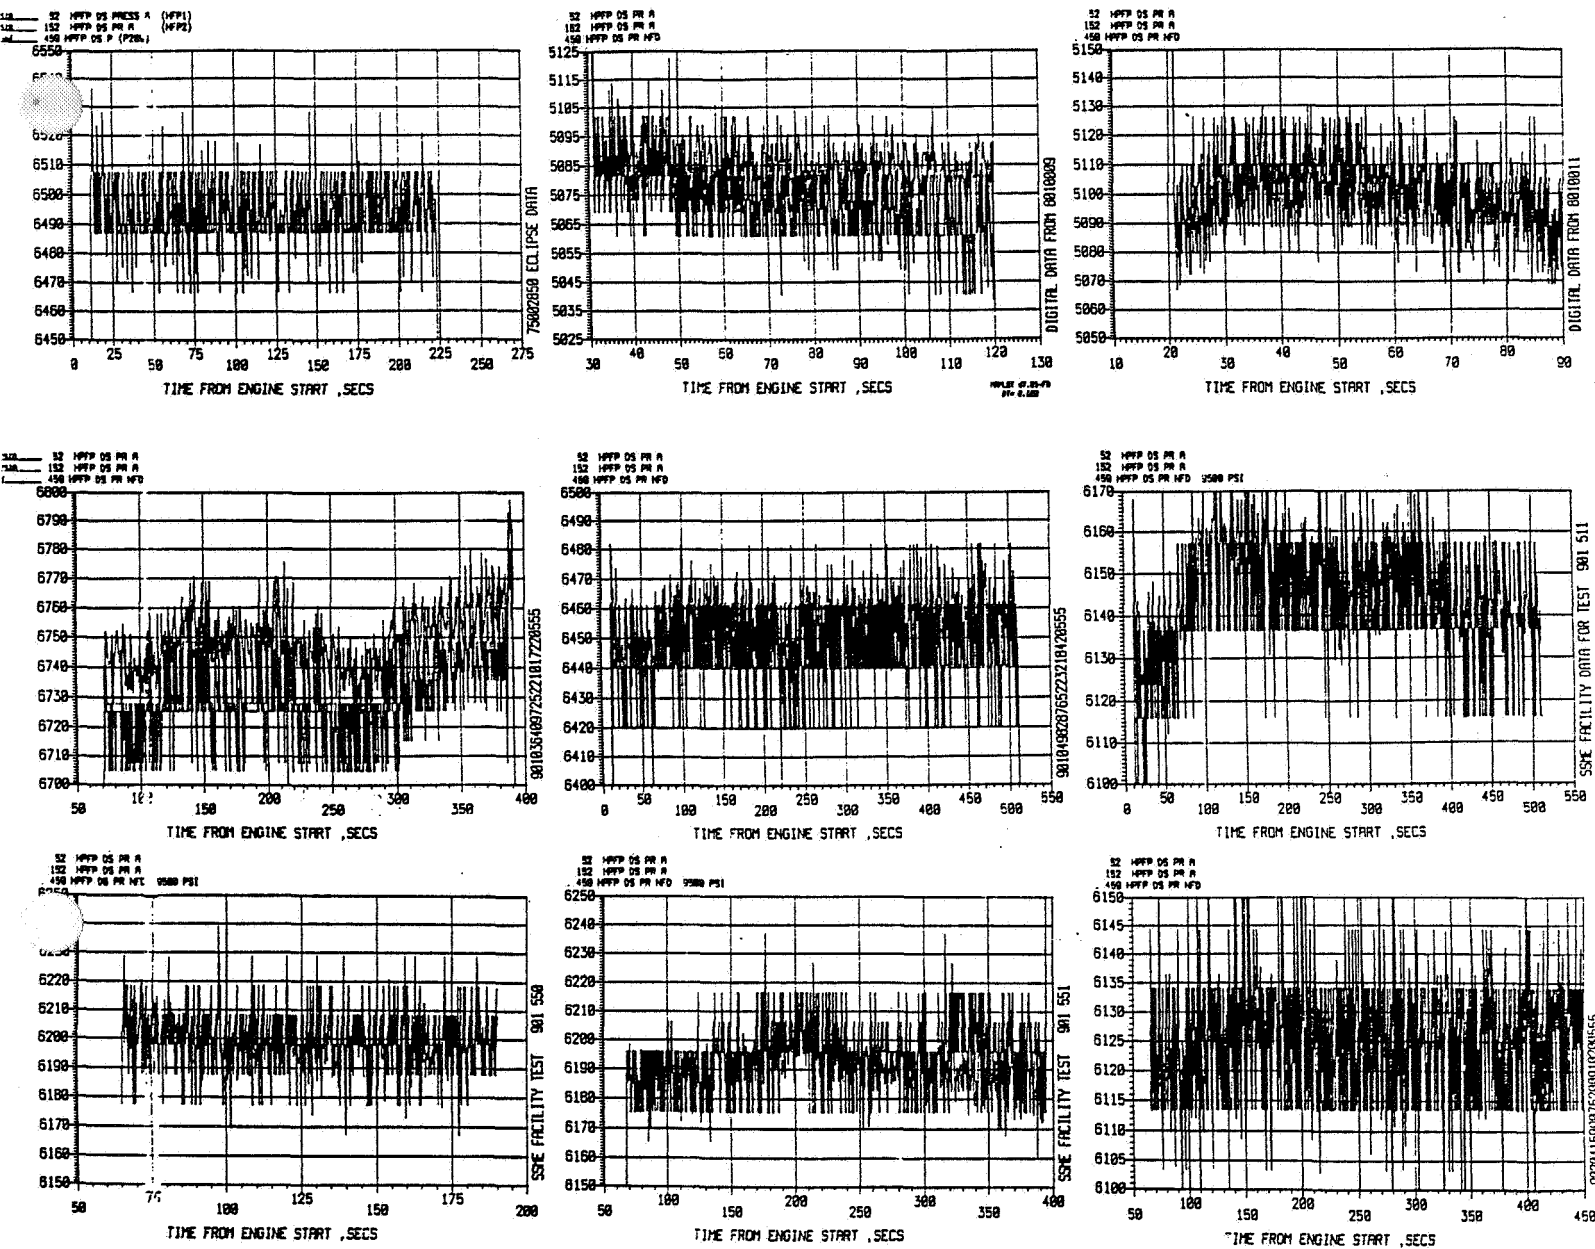 52 HPFP DS PRESS A (HFP1)
152 HPFP DS PR A (HFP2)
459 HPFP DS P
6550
6520
6510
6500
6490
6480
6470
6460
6450
0 25 50 75 100 125 150 175 200 225 250 275
TIME FROM ENGINE START ,SECS
75002850 ECLIPSE DATA
52 HPFP DS PR A
152 HPFP DS PR A
459 HPFP DS PR NFD
5125
5115
5105
5095
5085
5075
5065
5055
5045
5035
5025
30 40 50 60 70 80 90 100 110 120 130
TIME FROM ENGINE START ,SECS
DIGITAL DATA FROM 8010009
52 HPFP DS PR A
152 HPFP DS PR A
459 HPFP DS PR NFD
5150
5140
5130
5120
5110
5100
5090
5080
5070
5060
5050
10 20 30 40 50 60 70 80 90
TIME FROM ENGINE START ,SECS
DIGITAL DATA FROM 8010011
52 HPFP DS PR A
152 HPFP DS PR A
459 HPFP DS PR NFD
6800
6790
6780
6770
6760
6750
6740
6730
6720
6710
6700
50 150 200 250 300 350 400
TIME FROM ENGINE START ,SECS
52 HPFP DS PR A
152 HPFP DS PR A
459 HPFP DS PR NFD
6500
6490
6480
6470
6460
6450
6440
6430
6420
6410
6400
0 50 100 150 200 250 300 350 400 450 500 550
TIME FROM ENGINE START ,SECS
52 HPFP DS PR A
152 HPFP DS PR A
459 HPFP DS PR NFD 9500 PSI
6170
6160
6150
6140
6130
6120
6110
6100
0 50 100 150 200 250 300 350 400 450 500 550
TIME FROM ENGINE START ,SECS
SSME FACILITY DATA FOR TEST 901 511
52 HPFP DS PR A
152 HPFP DS PR A
459 HPFP DS PR NFD 9500 PSI
6250
6230
6220
6210
6200
6190
6180
6170
6160
6150
50 75 100 125 150 175 200
TIME FROM ENGINE START ,SECS
SSME FACILITY TEST 901 550
52 HPFP DS PR A
152 HPFP DS PR A
459 HPFP DS PR NFD 9500 PSI
6250
6240
6230
6220
6210
6200
6190
6180
6170
6160
6150
50 100 150 200 250 300 350 400
TIME FROM ENGINE START ,SECS
SSME FACILITY TEST 901 551
52 HPFP DS PR A
152 HPFP DS PR A
459 HPFP DS PR NFD
6150
6145
6140
6135
6130
6125
6120
6115
6110
6105
6100
50 100 150 200 250 300 350 400 450
TIME FROM ENGINE START ,SECS